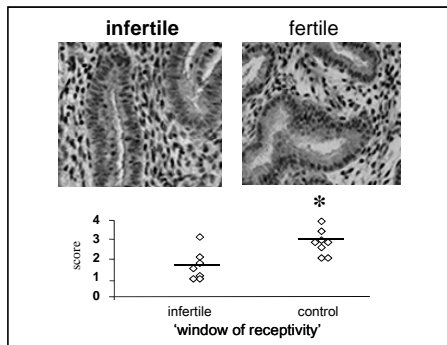 infertile fertile
*
4
3
2
1
0
score
infertile control
'window of receptivity'